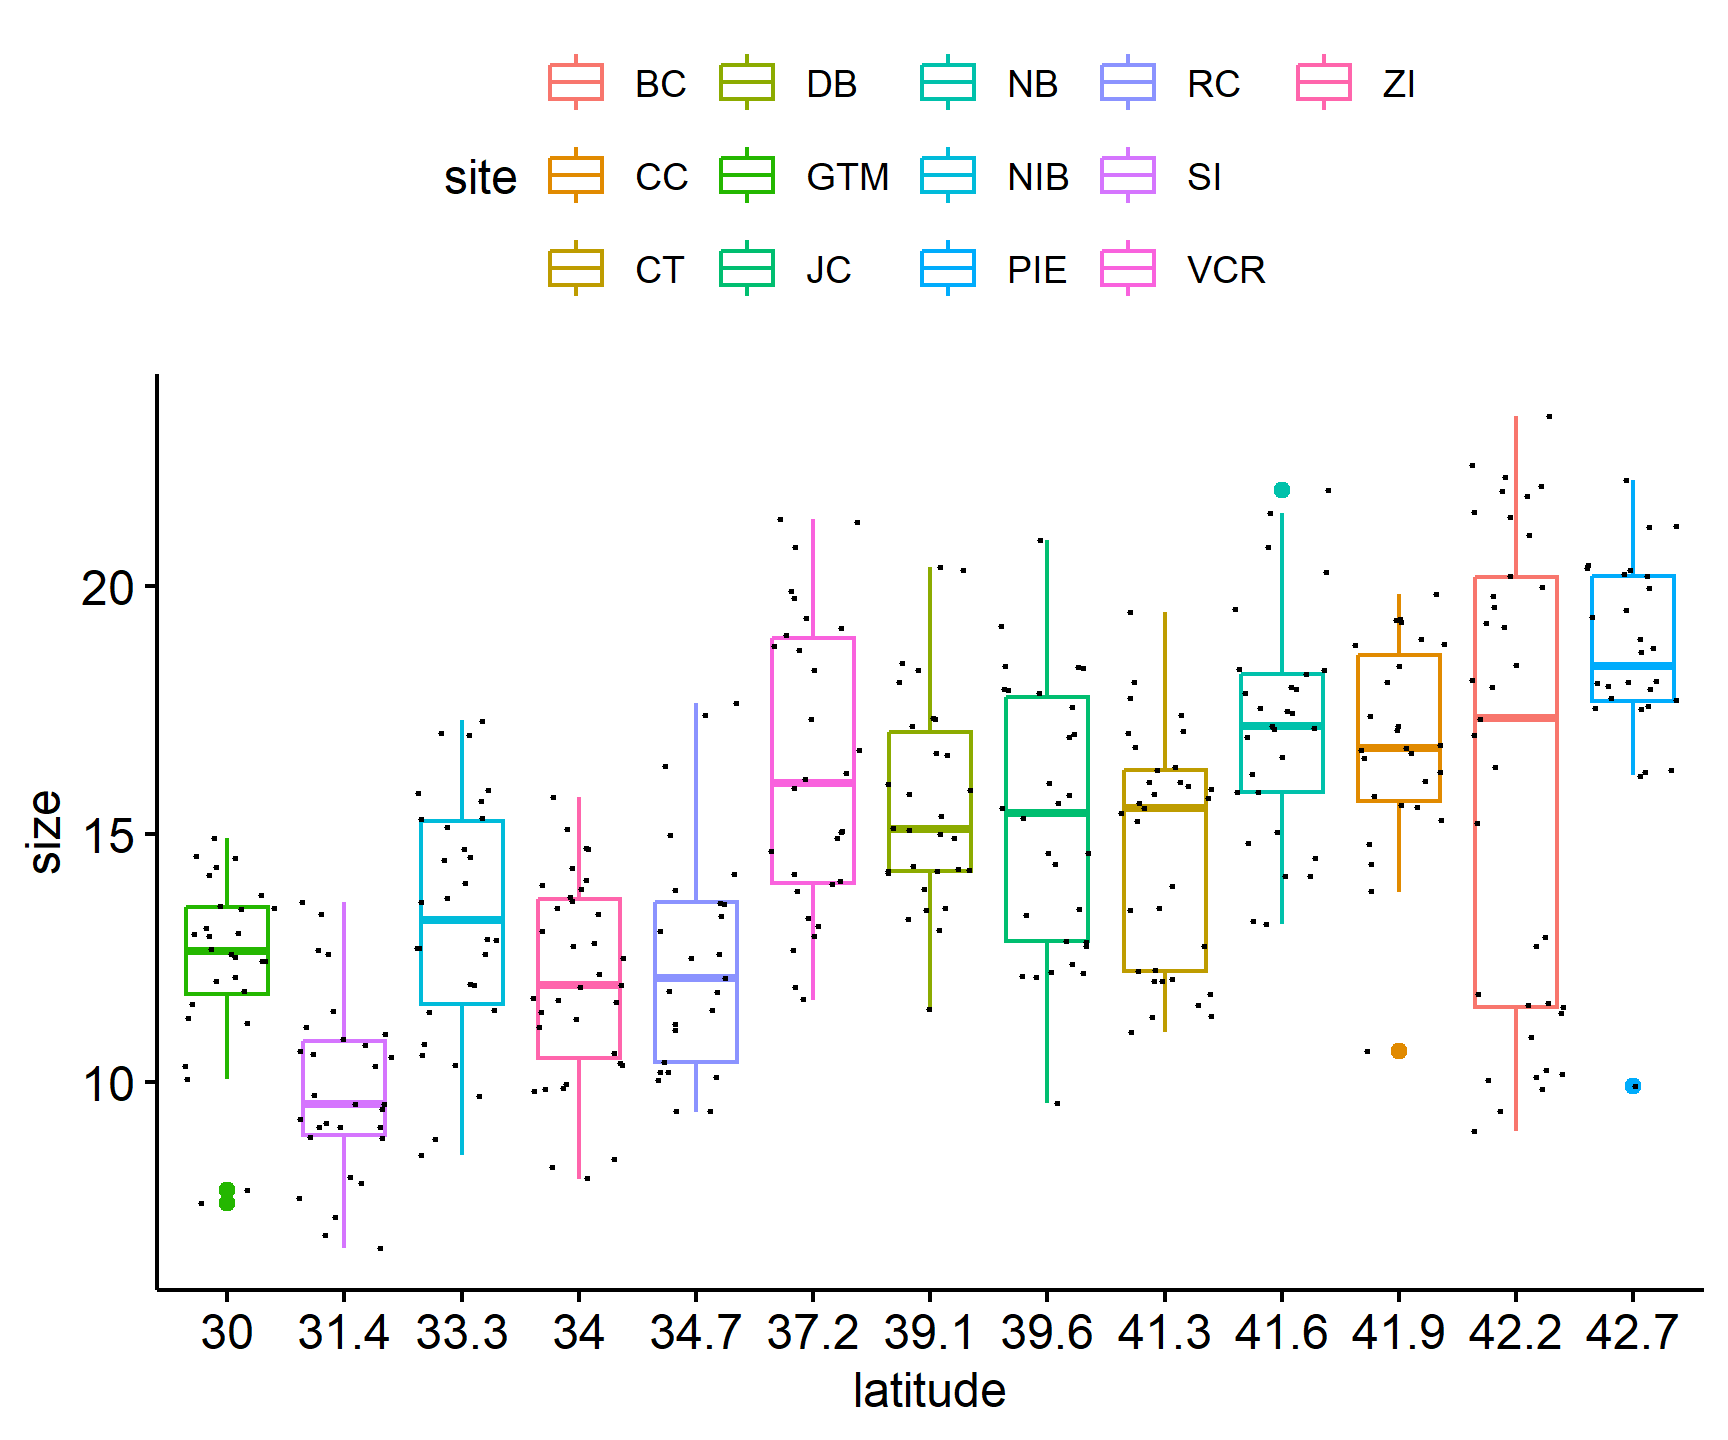 BC DB NB RC ZI
site CC GTM NIB SI
CT JC PIE VCR
20
15
10
size
30 31.4 33.3 34 34.7 37.2 39.1 39.6 41.3 41.6 41.9 42.2 42.7
latitude